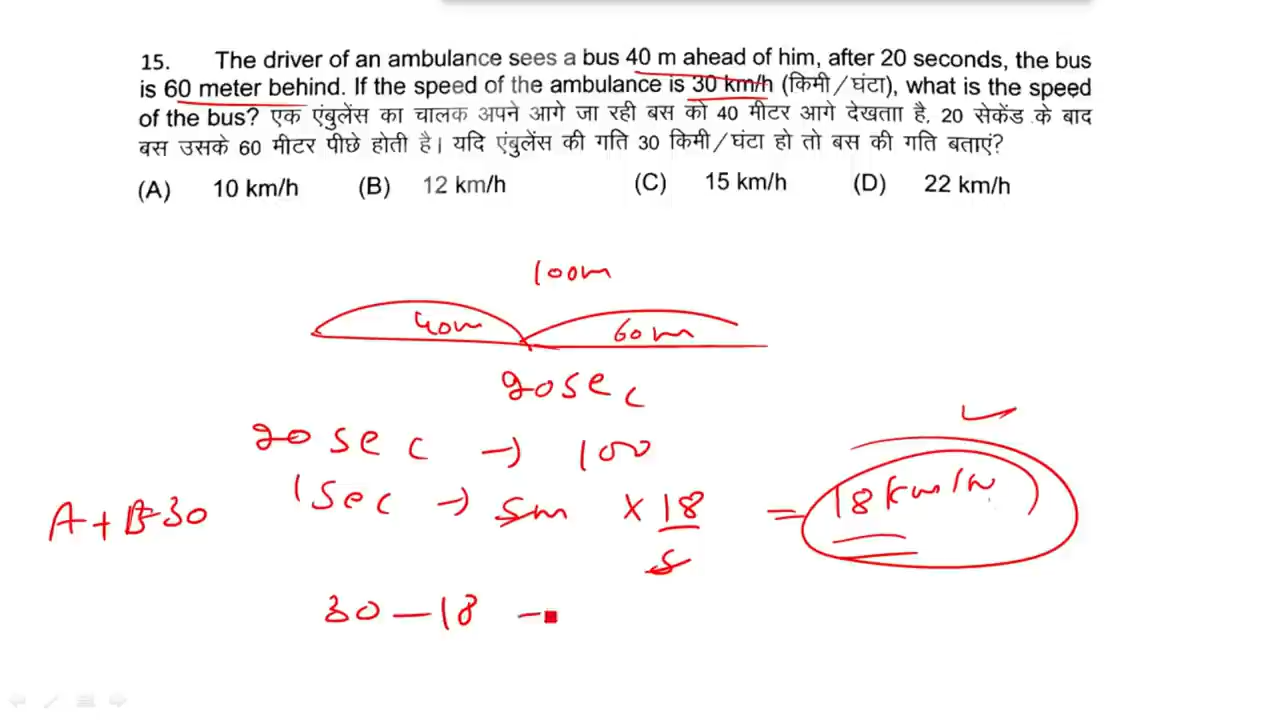 15. The driver of an ambulance sees a bus 40 m ahead of him, after 20 seconds, the bus
is 60 meter behind. If the speed of the ambulance is 30 km/h (किमी/घंटा), what is the speed
of the bus? एक एंबुलेंस का चालक अपने आगे जा रही बस को 40 मीटर आगे देखताा है, 20 सेकेंड के बाद
बस उसके 60 मीटर पीछे होती है। यदि एंबुलेंस की गति 30 किमी/घंटा हो तो बस की गति बताएं?
(A) 10 km/h (B) 12 km/h (C) 15 km/h (D) 22 km/h
100m
40m 60m
20sec
20 sec → 100
1 sec → 5m × 18/5 = 18 km/h
A+B=30
30 – 18 –